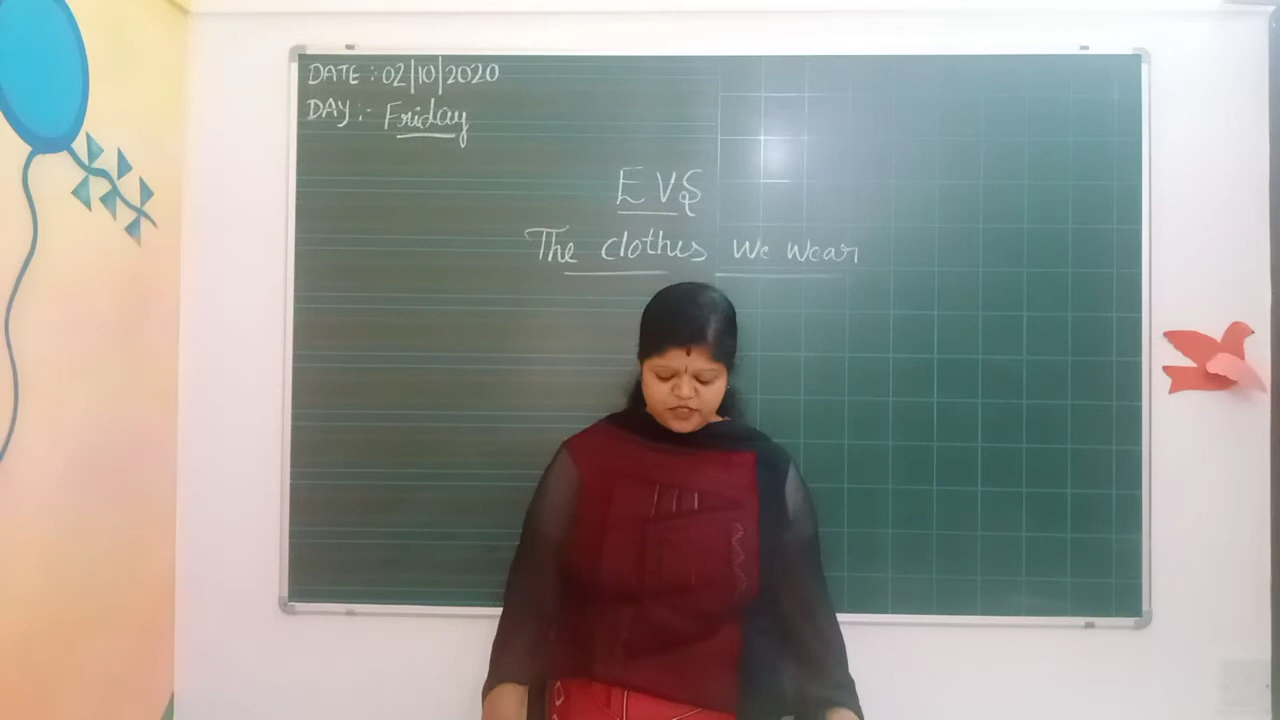 DATE :- 02|10|2020
DAY :- Friday
EVS
The clothes we wear